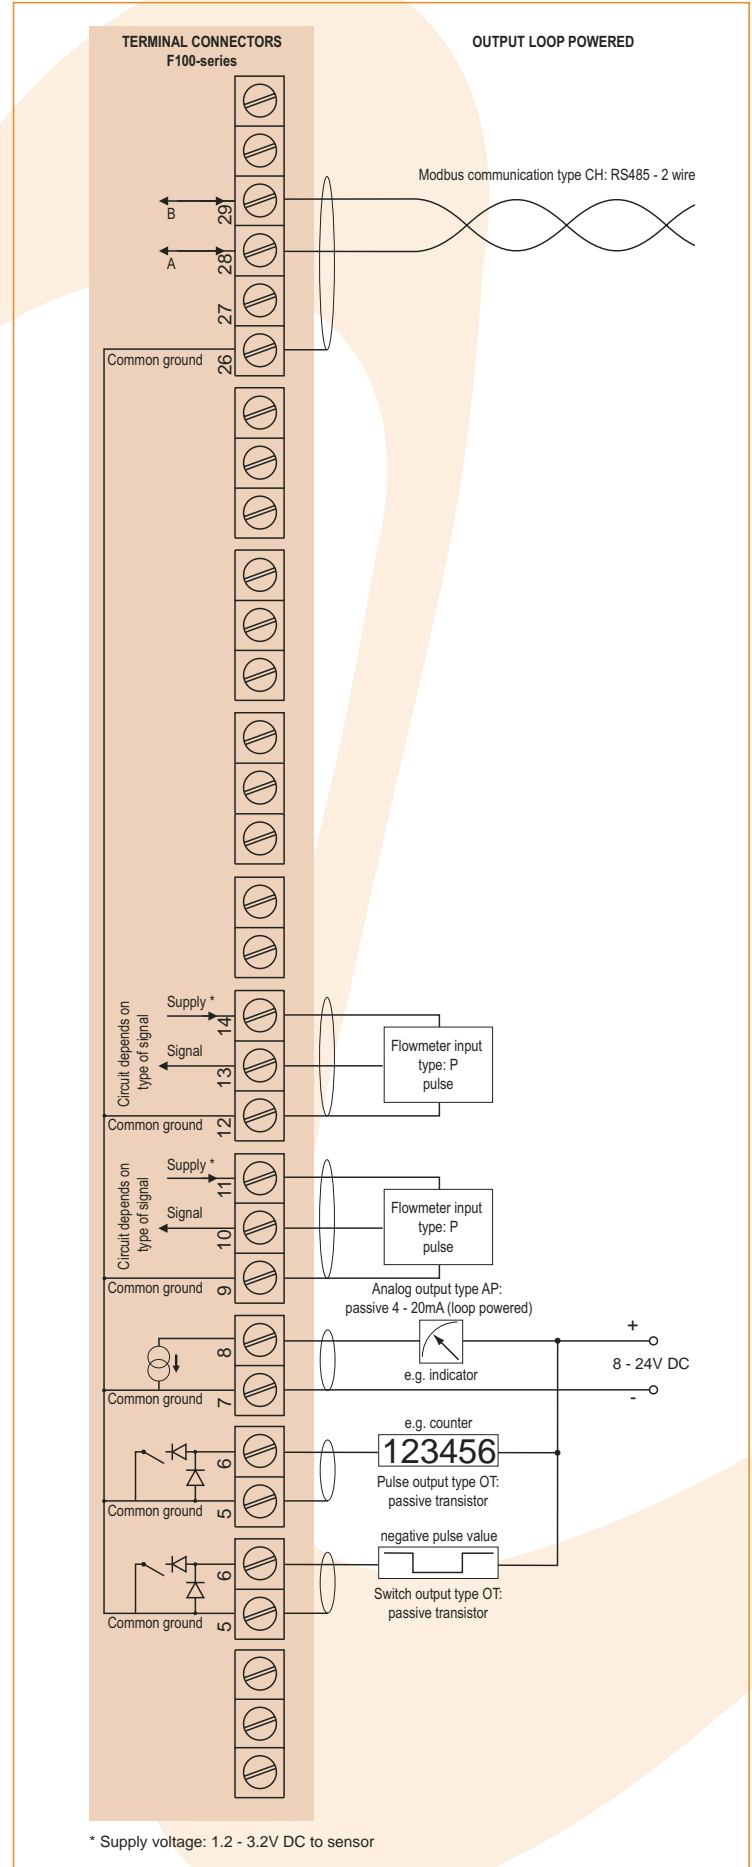 TERMINAL CONNECTORS
F100-series
OUTPUT LOOP POWERED
Modbus communication type CH: RS485 - 2 wire
B
29
A
28
27
Common ground
26
Supply *
14
Circuit depends on
type of signal
Signal
13
Flowmeter input
type: P
pulse
Common ground
12
Supply *
11
Circuit depends on
type of signal
Signal
10
Flowmeter input
type: P
pulse
Common ground
9
Analog output type AP:
passive 4 - 20mA (loop powered)
8
e.g. indicator
+
8 - 24V DC
-
Common ground
7
e.g. counter
6
123456
Pulse output type OT:
passive transistor
Common ground
5
negative pulse value
6
Switch output type OT:
passive transistor
Common ground
5
* Supply voltage: 1.2 - 3.2V DC to sensor